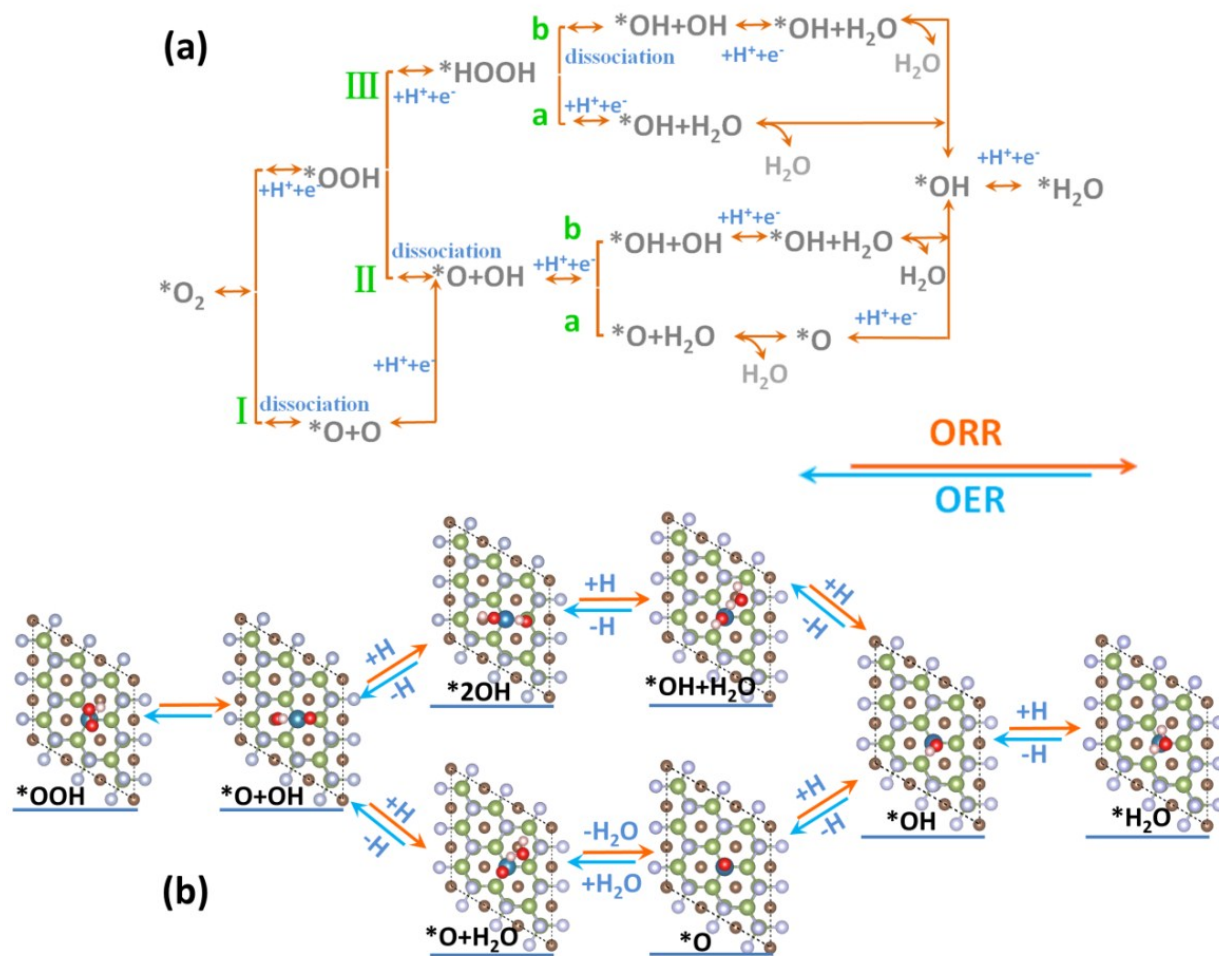 (a)
b
*OH+OH
*OH+H₂O
dissociation
+H⁺+e⁻
H₂O
III
*HOOH
+H⁺+e⁻
+H⁺+e⁻
a
*OH+H₂O
H₂O
+H⁺+e⁻
*OOH
+H⁺+e⁻
*OH
*H₂O
b
+H⁺+e⁻
*OH+OH
*OH+H₂O
dissociation
+H⁺+e⁻
H₂O
II
*O+OH
*O₂
a
+H⁺+e⁻
*O+H₂O
*O
H₂O
+H⁺+e⁻
I
dissociation
*O+O
ORR
OER
+H
-H
+H
-H
+H
-H
*2OH
*OH+H₂O
+H
-H
*OOH
*O+OH
*OH
*H₂O
+H
-H
-H₂O
+H₂O
+H
-H
(b)
*O+H₂O
*O